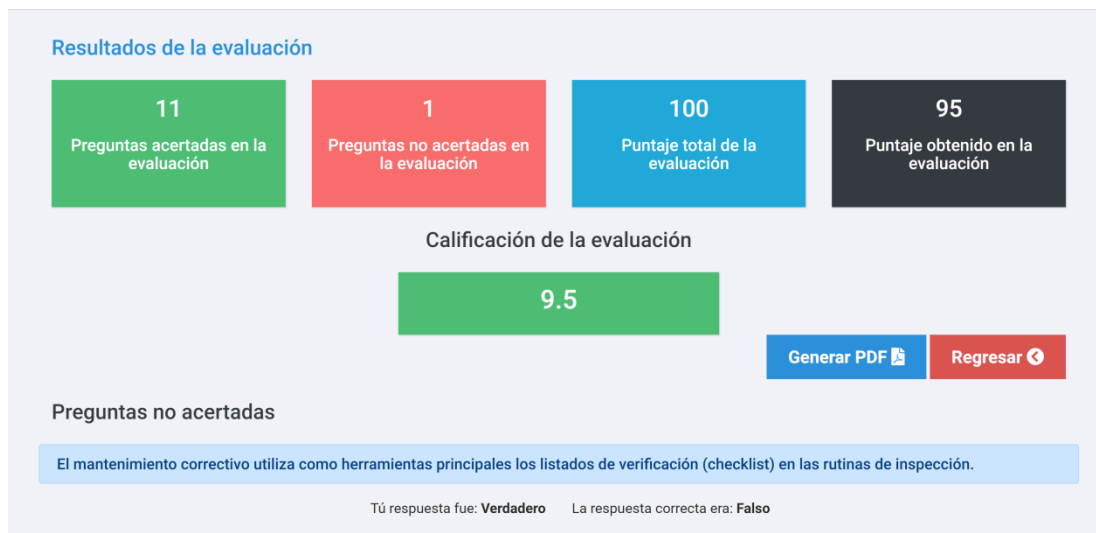 Resultados de la evaluación
11
Preguntas acertadas en la
evaluación
1
Preguntas no acertadas en
la evaluación
100
Puntaje total de la
evaluación
95
Puntaje obtenido en la
evaluación
Calificación de la evaluación
9.5
Generar PDF
Regresar
Preguntas no acertadas
El mantenimiento correctivo utiliza como herramientas principales los listados de verificación (checklist) en las rutinas de inspección.
Tú respuesta fue: Verdadero La respuesta correcta era: Falso